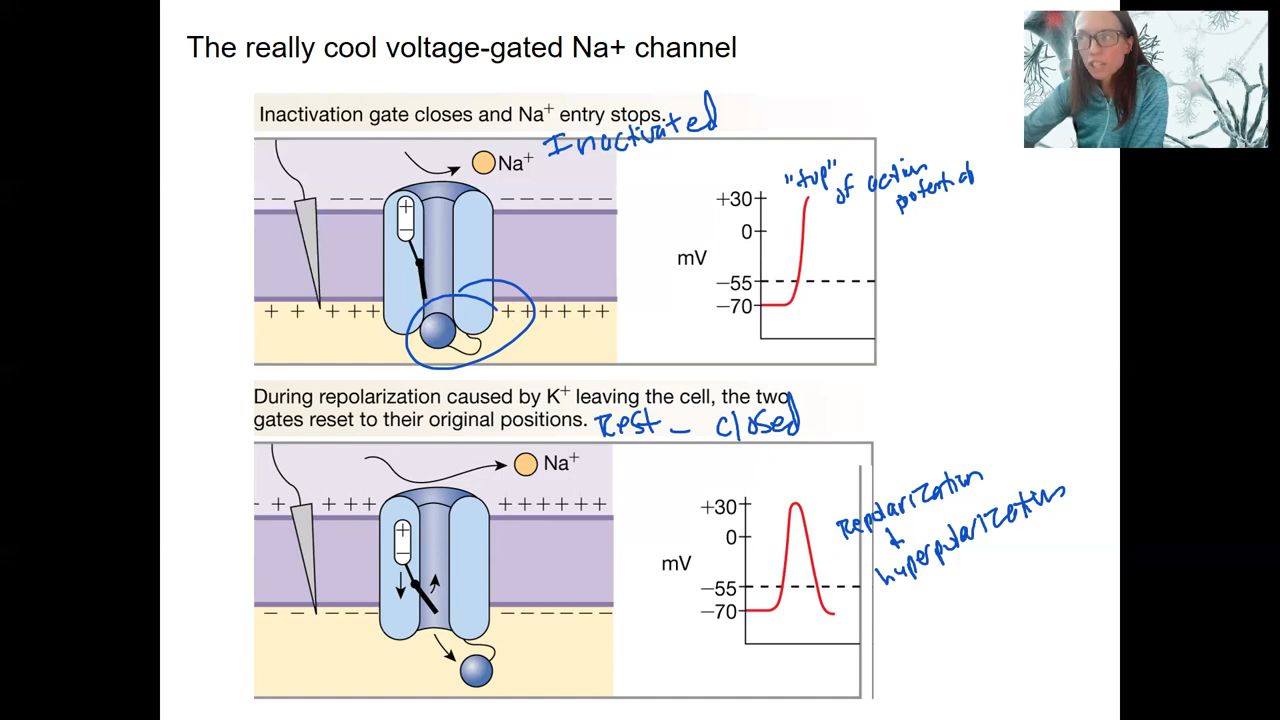 The really cool voltage-gated Na+ channel
Inactivation gate closes and Na+ entry stops.
Inactivated
Na+
+
−
+ + + + + + + + + + +
"top"
of action
potential
+30
0
mV
−55
−70
During repolarization caused by K+ leaving the cell, the two
gates reset to their original positions. Rest – closed
Na+
+ + + + + + + + + +
+
−
Repolarization
+
hyperpolarization
+30
0
mV
−55
−70